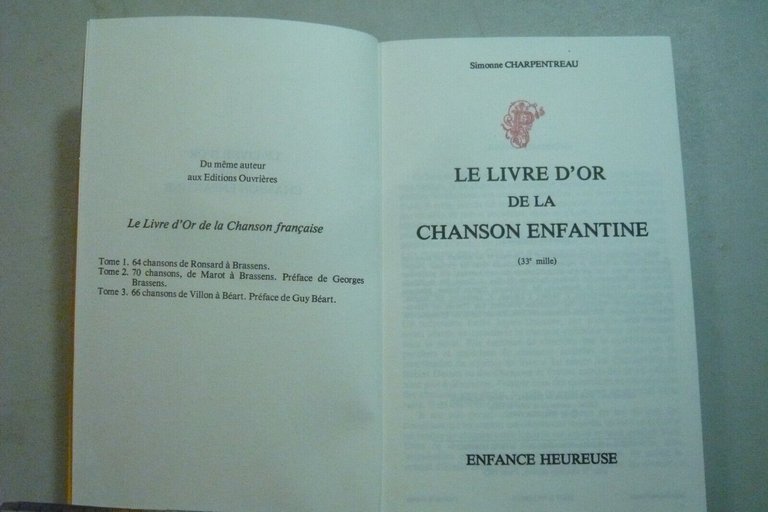 Du même auteur
aux Editions Ouvrières
Le Livre d'Or de la Chanson française
Tome 1. 64 chansons de Ronsard à Brassens.
Tome 2. 70 chansons, de Marot à Brassens. Préface de Georges
Brassens.
Tome 3. 66 chansons de Villon à Béart. Préface de Guy Béart.
Simonne CHARPENTREAU
LE LIVRE D'OR
DE LA
CHANSON ENFANTINE
(33e mille)
ENFANCE HEUREUSE